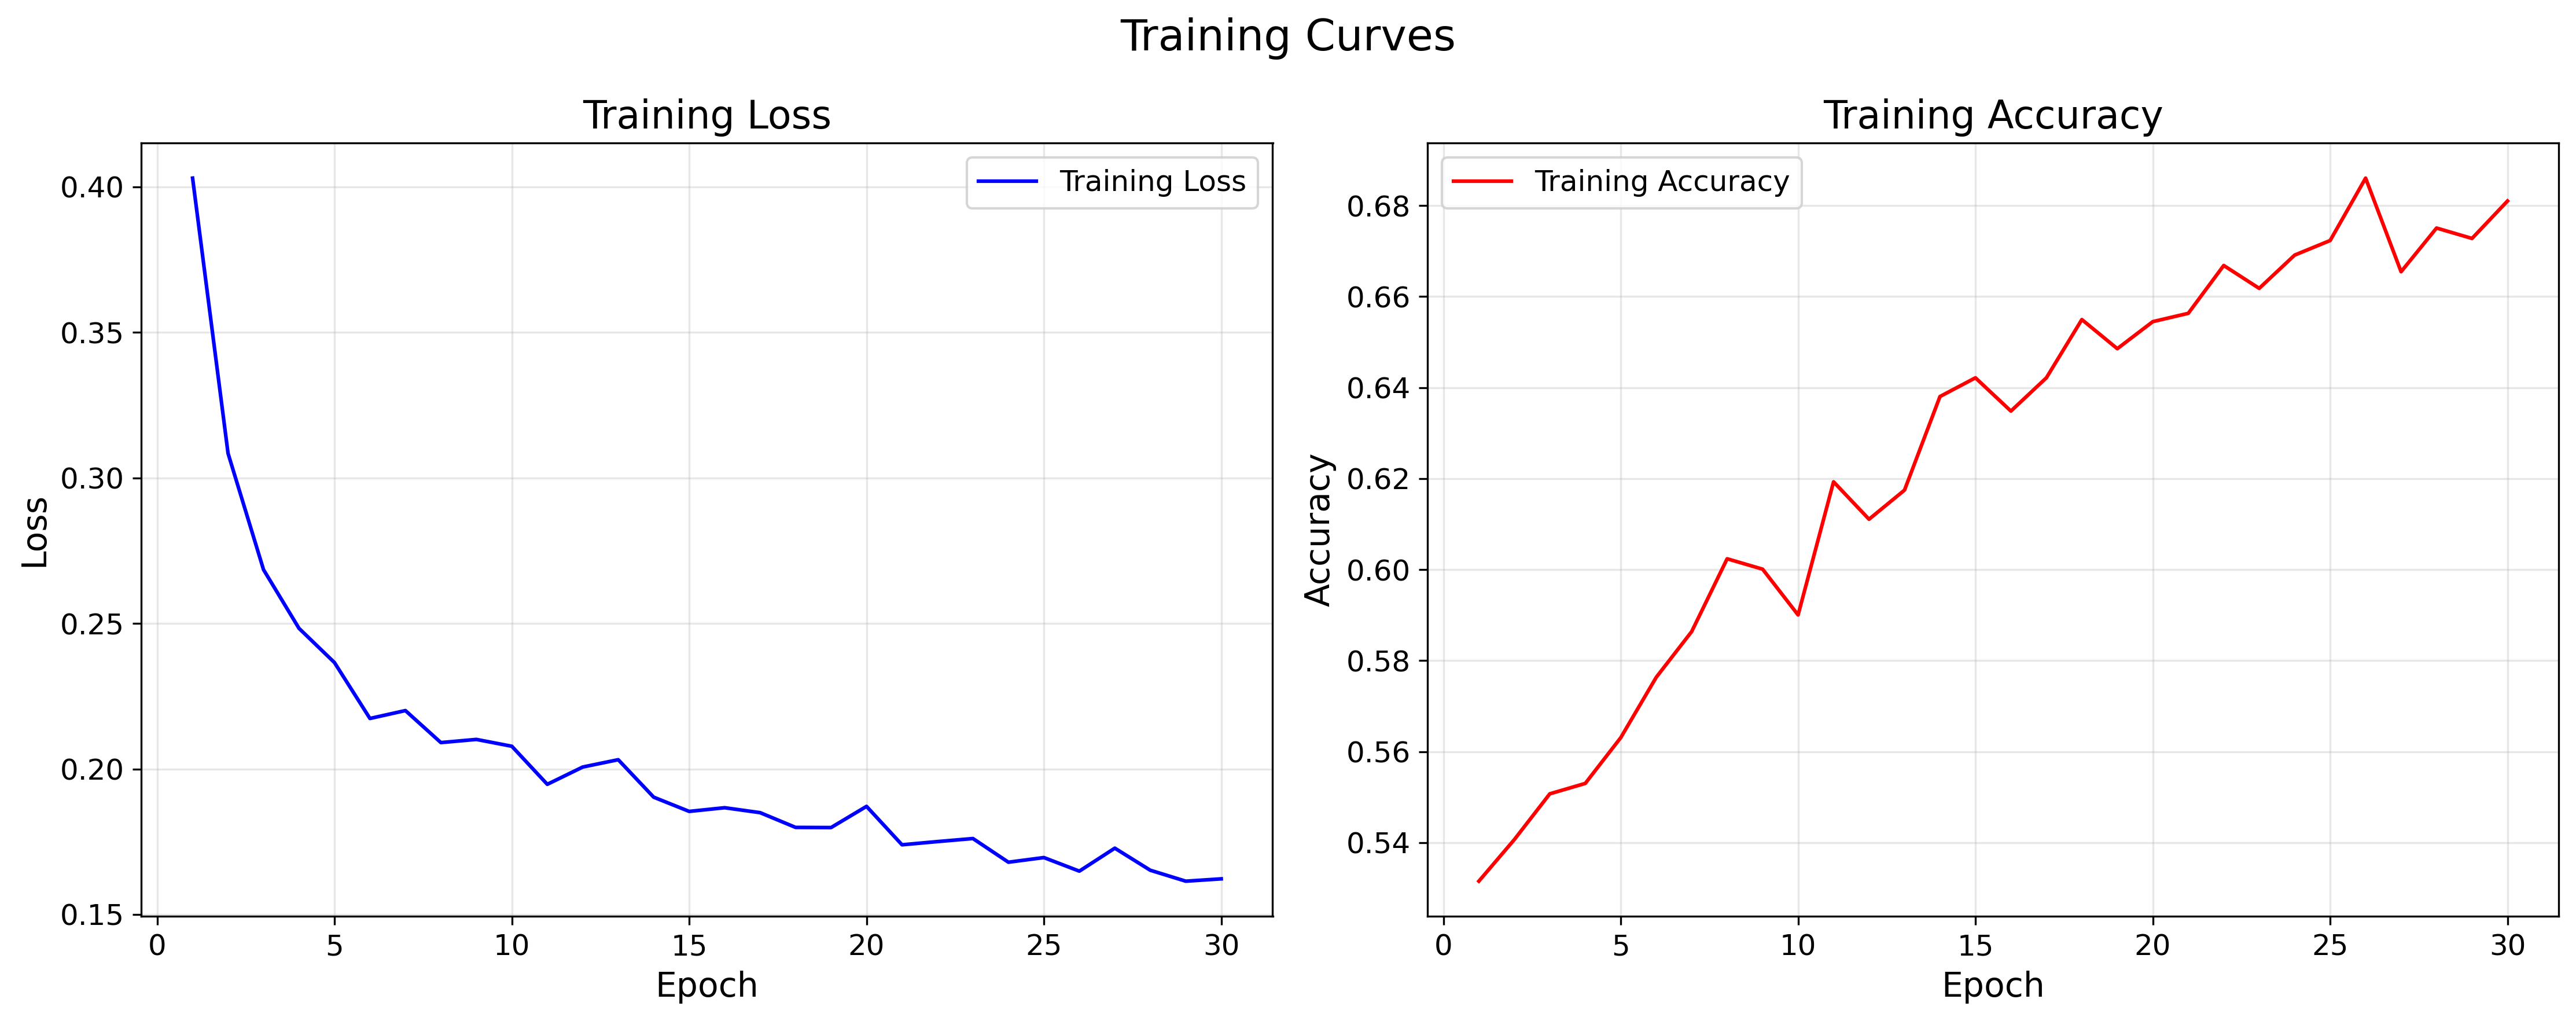 Training Curves
Training Loss
Training Loss
0.40
0.35
0.30
0.25
0.20
0.15
Loss
0 5 10 15 20 25 30
Epoch
Training Accuracy
Training Accuracy
0.68
0.66
0.64
0.62
0.60
0.58
0.56
0.54
Accuracy
0 5 10 15 20 25 30
Epoch